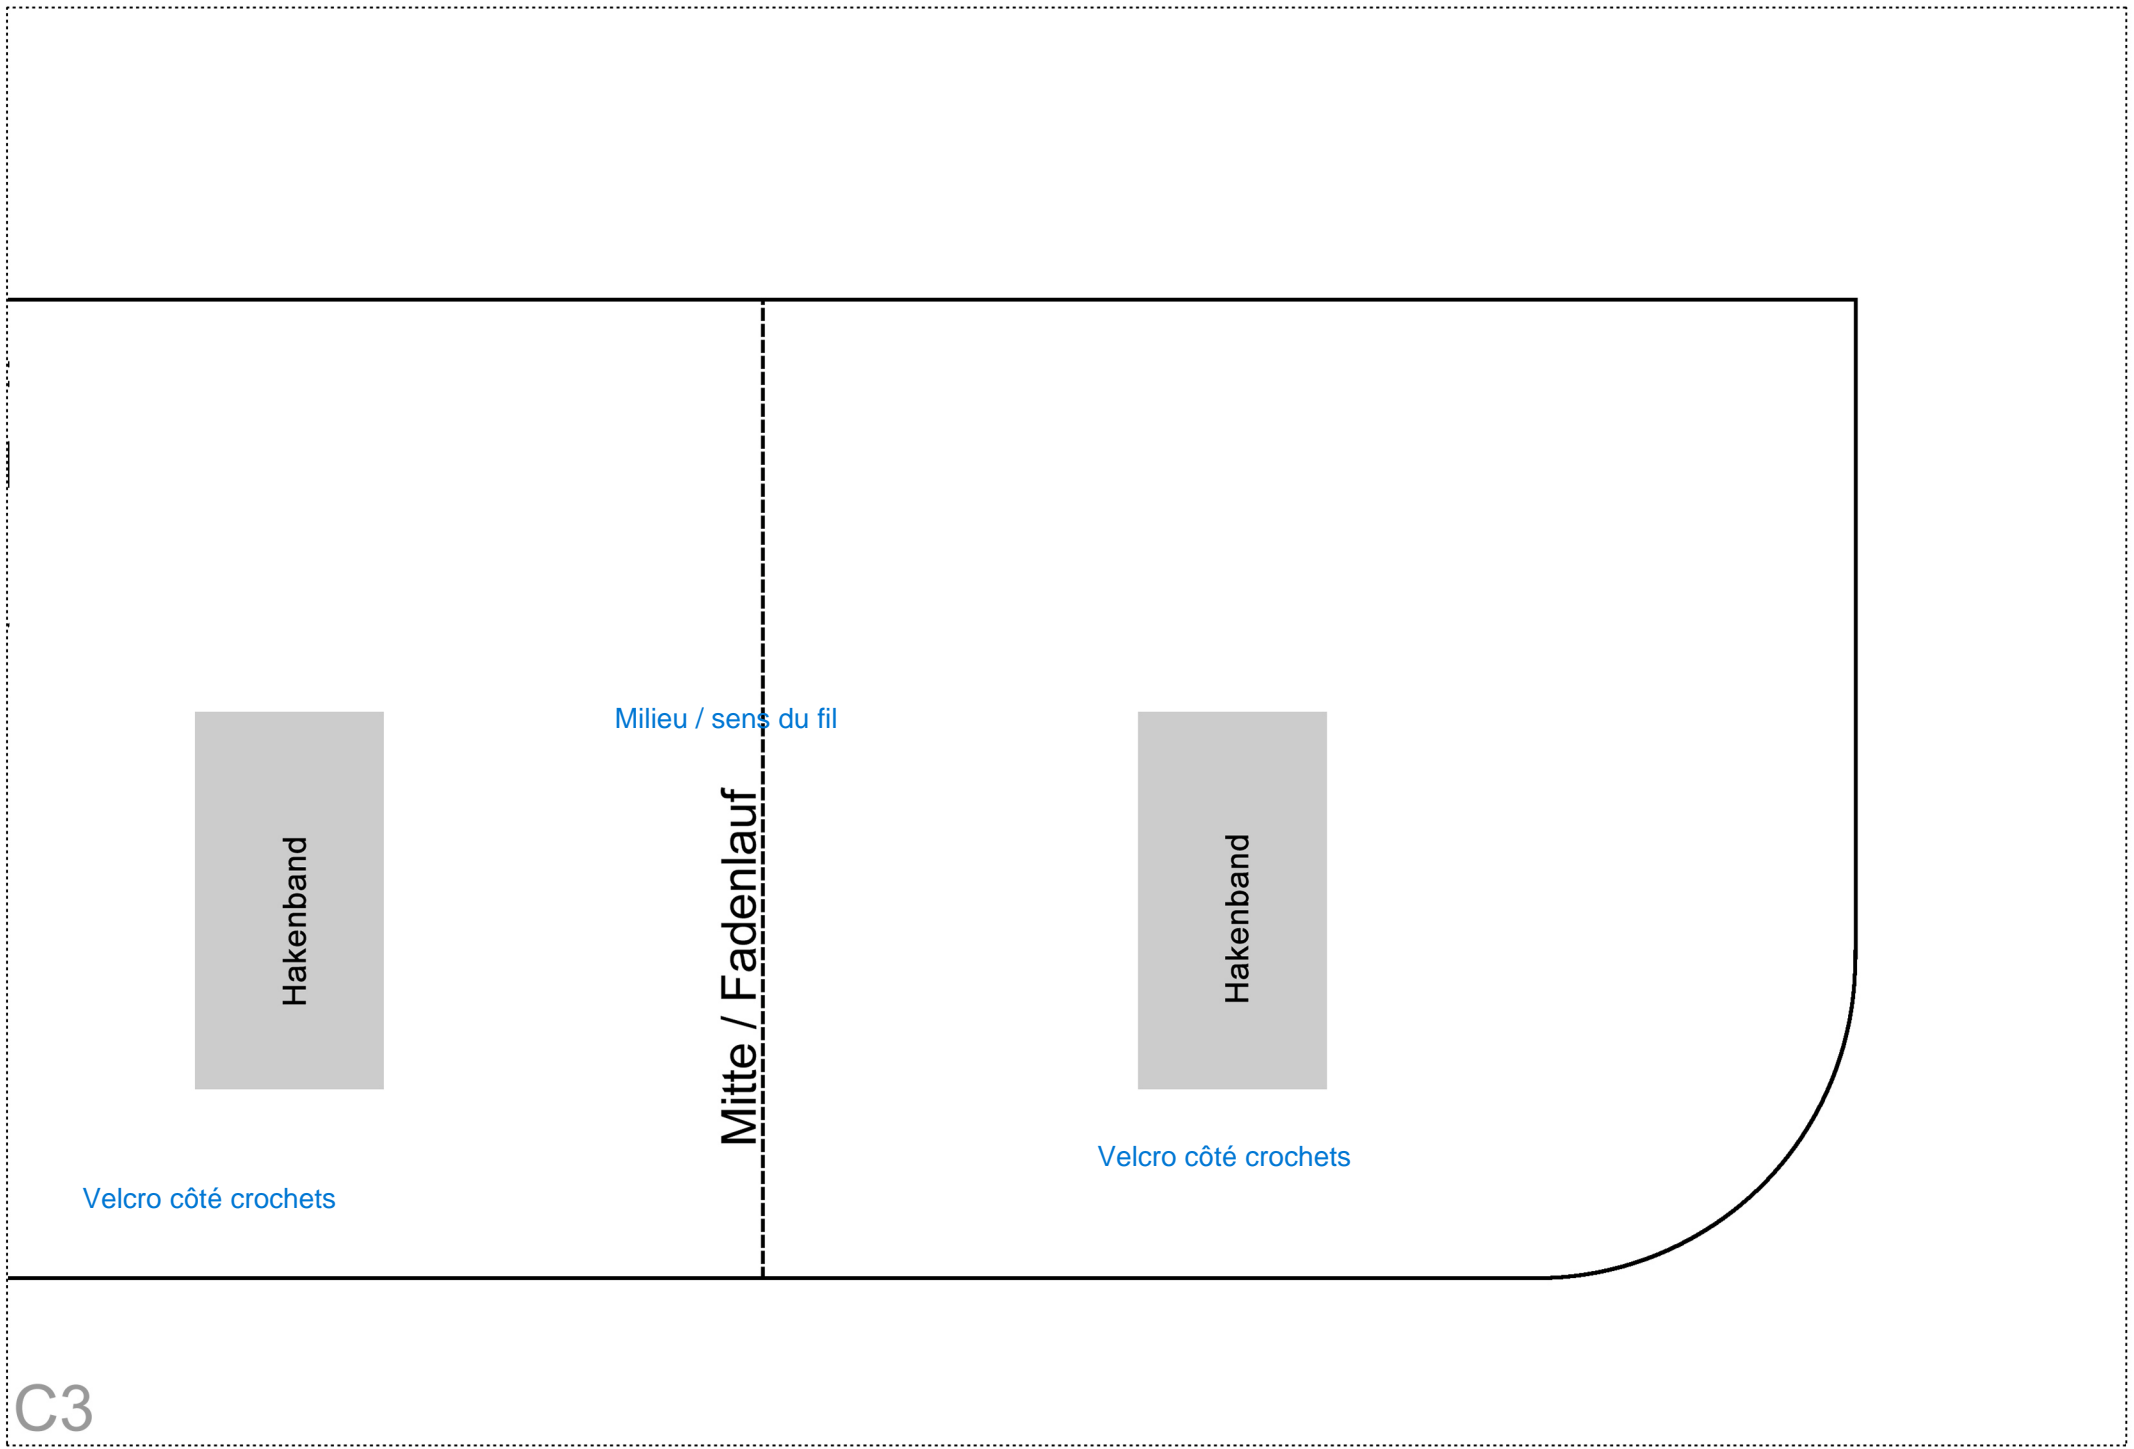 Milieu / sens du fil
Mitte / Fadenlauf
Hakenband
Hakenband
Velcro côté crochets
Velcro côté crochets
C3